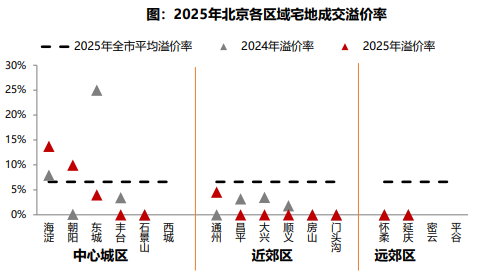 图：2025年北京各区域宅地成交溢价率
2025年全市平均溢价率 2024年溢价率 2025年溢价率
30%
25%
20%
15%
10%
5%
0%
海淀 朝阳 东城 丰台 石景山 西城 通州 昌平 大兴 顺义 房山 门头沟 怀柔 延庆 密云 平谷
中心城区 近郊区 远郊区